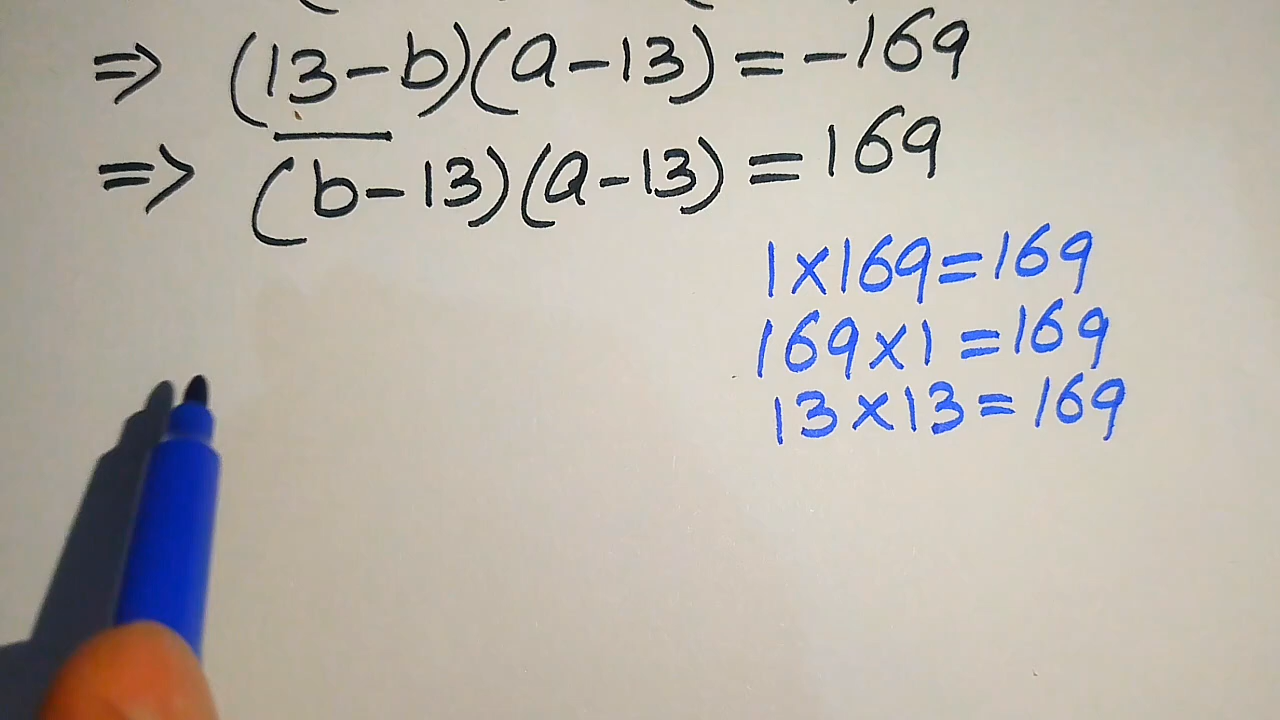 => (13-b)(a-13)=-169
=> (b-13)(a-13)=169
1×169=169
169×1=169
13×13=169